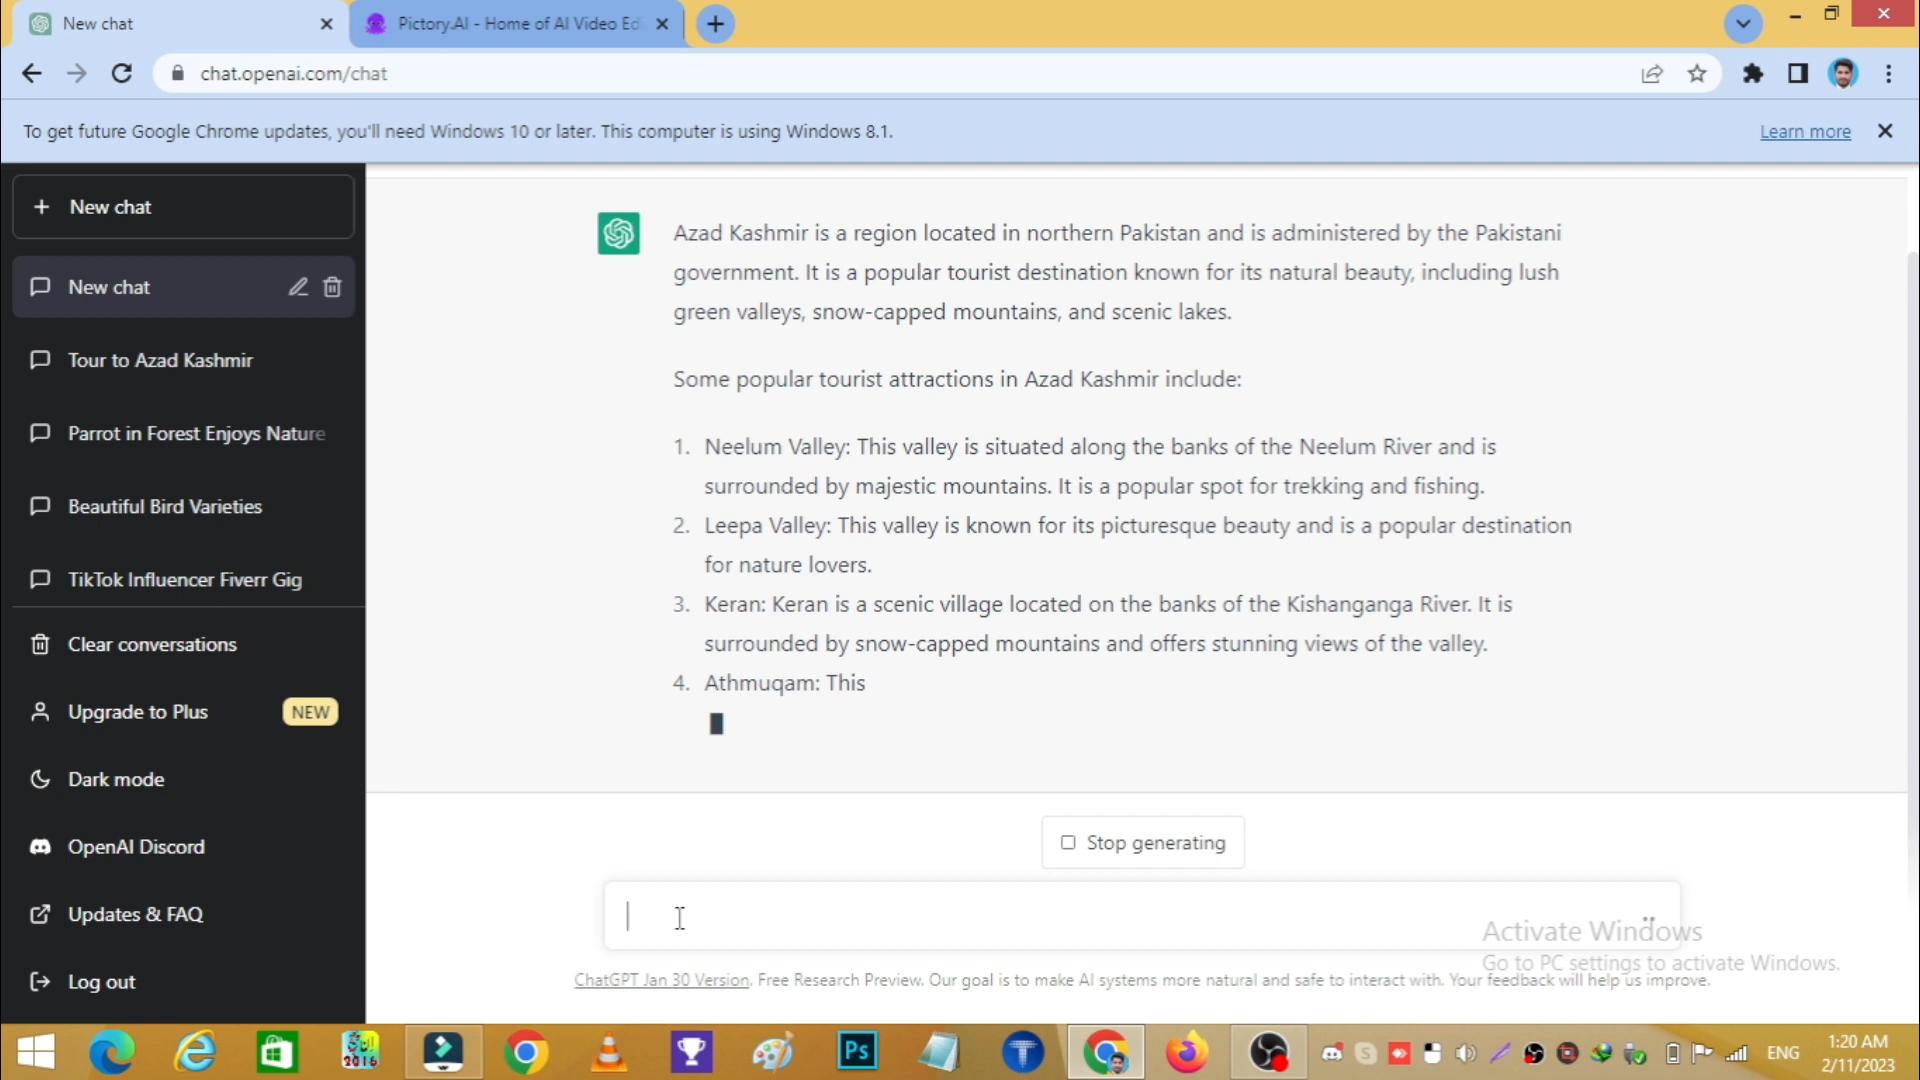 New chat
Pictory.AI - Home of AI Video Ed
chat.openai.com/chat
To get future Google Chrome updates, you'll need Windows 10 or later. This computer is using Windows 8.1.
Learn more
New chat
New chat
Tour to Azad Kashmir
Parrot in Forest Enjoys Nature
Beautiful Bird Varieties
TikTok Influencer Fiverr Gig
Clear conversations
Upgrade to Plus
NEW
Dark mode
OpenAI Discord
Updates & FAQ
Log out
Azad Kashmir is a region located in northern Pakistan and is administered by the Pakistani
government. It is a popular tourist destination known for its natural beauty, including lush
green valleys, snow-capped mountains, and scenic lakes.
Some popular tourist attractions in Azad Kashmir include:
1. Neelum Valley: This valley is situated along the banks of the Neelum River and is
surrounded by majestic mountains. It is a popular spot for trekking and fishing.
2. Leepa Valley: This valley is known for its picturesque beauty and is a popular destination
for nature lovers.
3. Keran: Keran is a scenic village located on the banks of the Kishanganga River. It is
surrounded by snow-capped mountains and offers stunning views of the valley.
4. Athmuqam: This
Stop generating
Activate Windows
Go to PC settings to activate Windows.
ChatGPT Jan 30 Version. Free Research Preview. Our goal is to make AI systems more natural and safe to interact with. Your feedback will help us improve.
2016
Ps
ENG
1:20 AM
2/11/2023